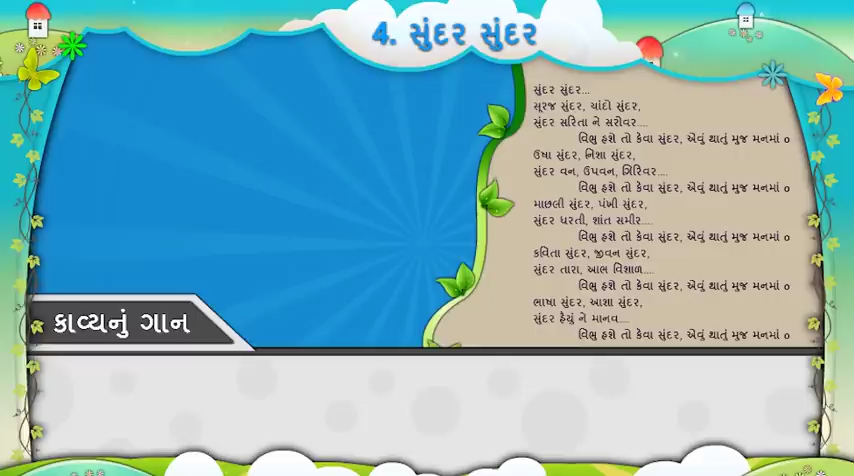 4. સુંદર સુંદર
સુંદર સુંદર...
સૂરજ સુંદર, ચાંદો સુંદર,
સુંદર સરિતા ને સરોવર....
વિભુ હશે તો કેવા સુંદર, એવું થાતું મુજ મનમાં ૦
ઉષા સુંદર, નિશા સુંદર,
સુંદર વન, ઉપવન, ગિરિવર....
વિભુ હશે તો કેવા સુંદર, એવું થાતું મુજ મનમાં ૦
માછલી સુંદર, પંખી સુંદર,
સુંદર ધરતી, શાંત સમીર....
વિભુ હશે તો કેવા સુંદર, એવું થાતું મુજ મનમાં ૦
કવિતા સુંદર, જીવન સુંદર,
સુંદર તારા, આભ વિશાળ....
વિભુ હશે તો કેવા સુંદર, એવું થાતું મુજ મનમાં ૦
ભાષા સુંદર, આશા સુંદર,
સુંદર હૈયું ને માનવ....
વિભુ હશે તો કેવા સુંદર, એવું થાતું મુજ મનમાં ૦
કાવ્યનું ગાન